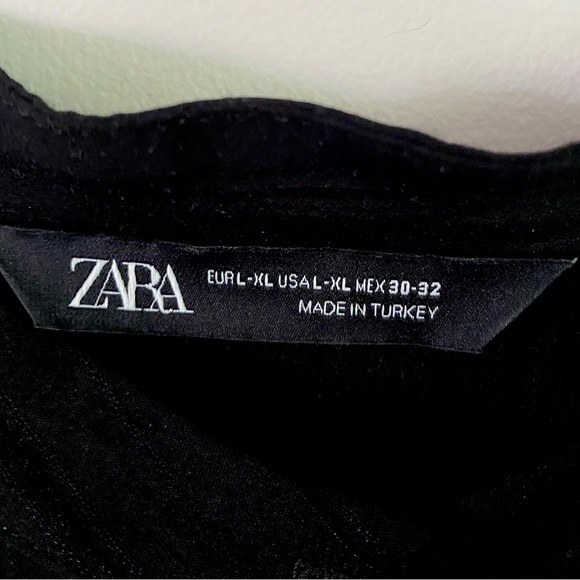 ZARA
EUR L-XL USA L-XL MEX 30-32
MADE IN TURKEY